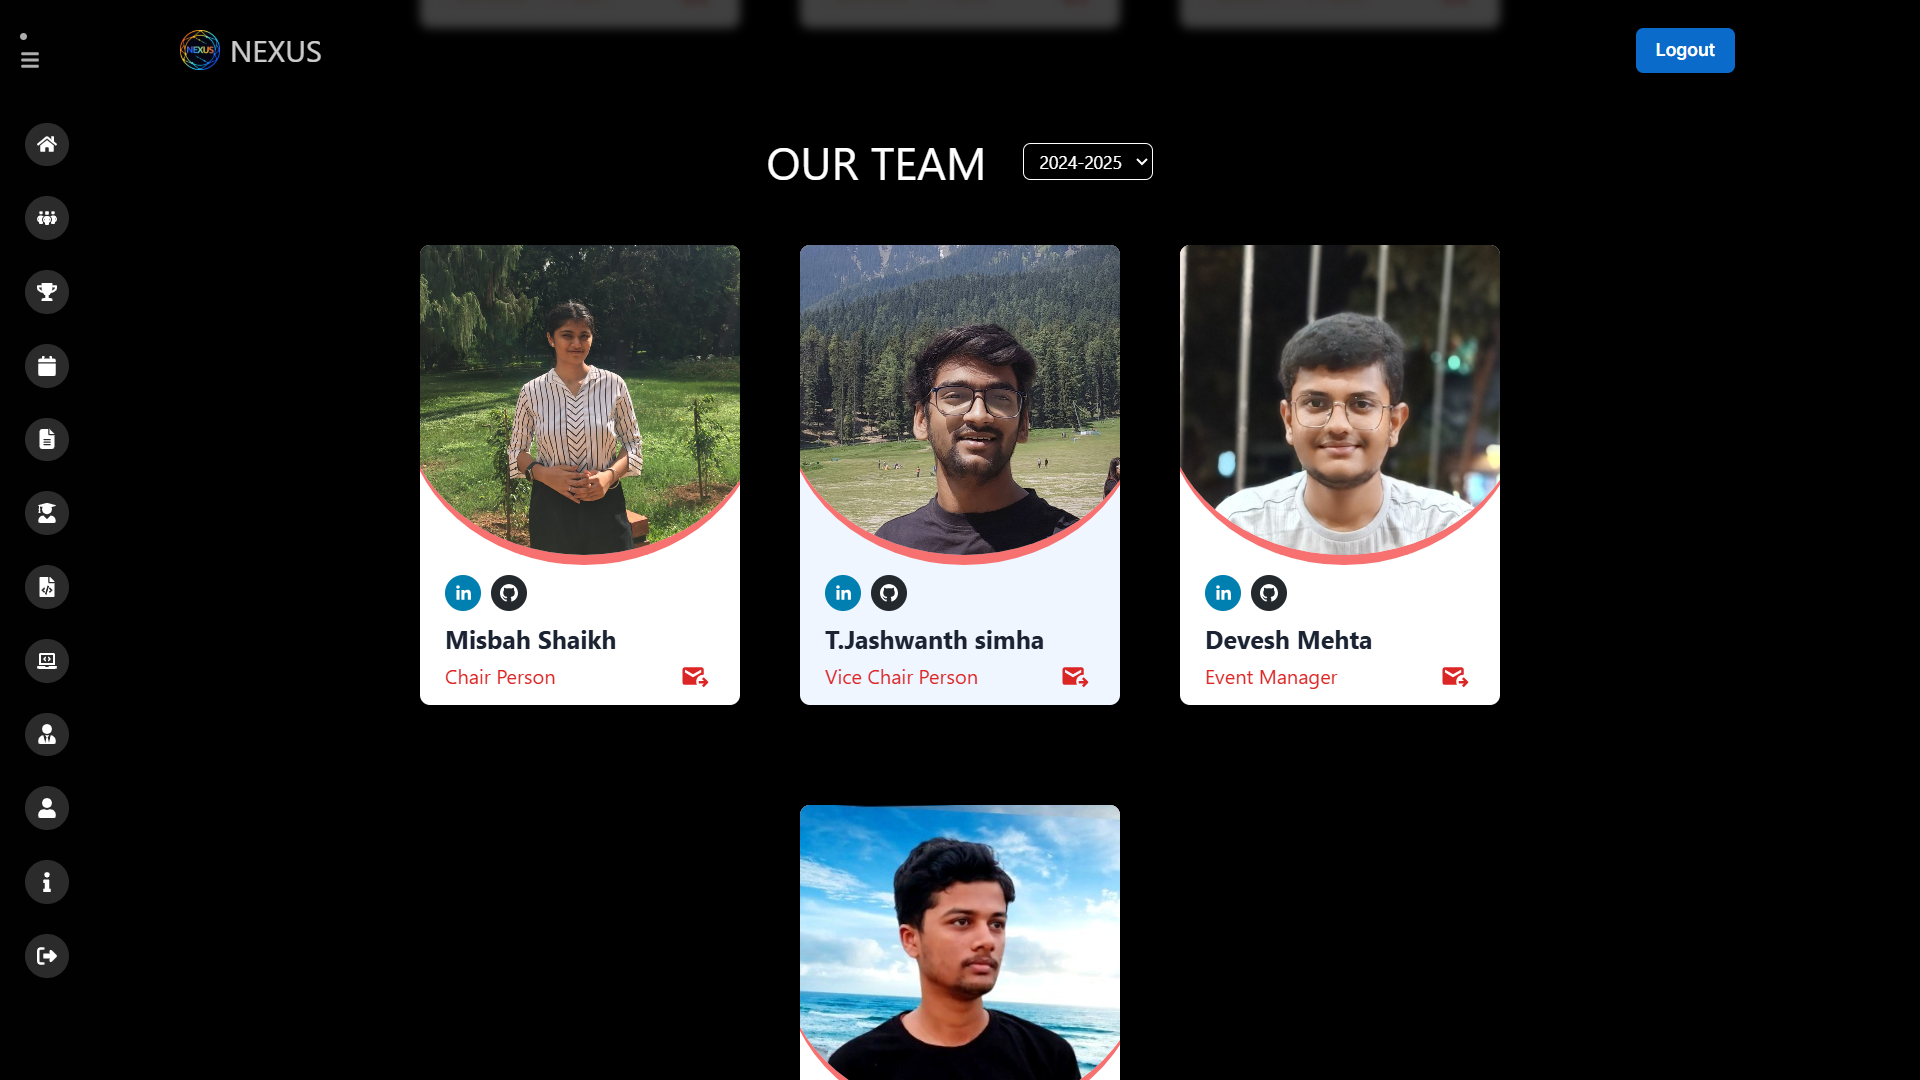 NEXUS
NEXUS
Logout
OUR TEAM
2024-2025
in
in
in
Misbah Shaikh
T.Jashwanth simha
Devesh Mehta
Chair Person
Vice Chair Person
Event Manager